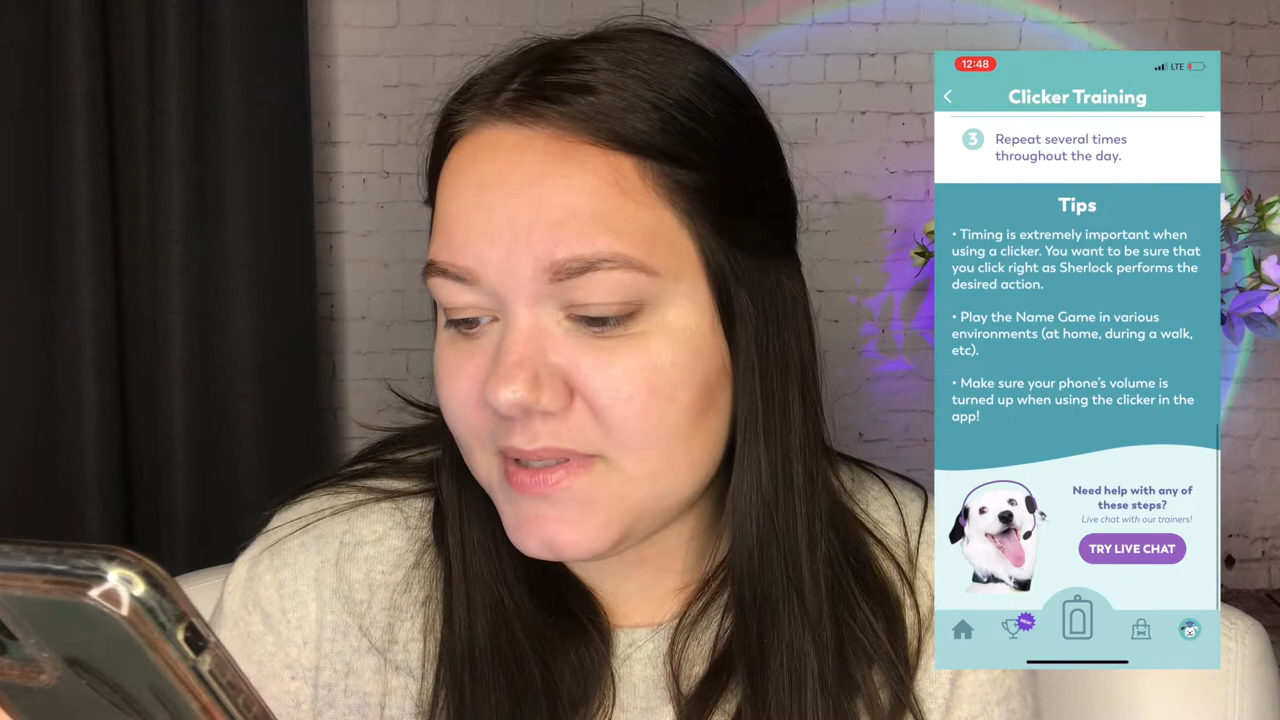 12:48
LTE
Clicker Training
3
Repeat several times
throughout the day.
Tips
• Timing is extremely important when
using a clicker. You want to be sure that
you click right as Sherlock performs the
desired action.
• Play the Name Game in various
environments (at home, during a walk,
etc).
• Make sure your phone's volume is
turned up when using the clicker in the
app!
Need help with any of
these steps?
Live chat with our trainers!
TRY LIVE CHAT
NEW!